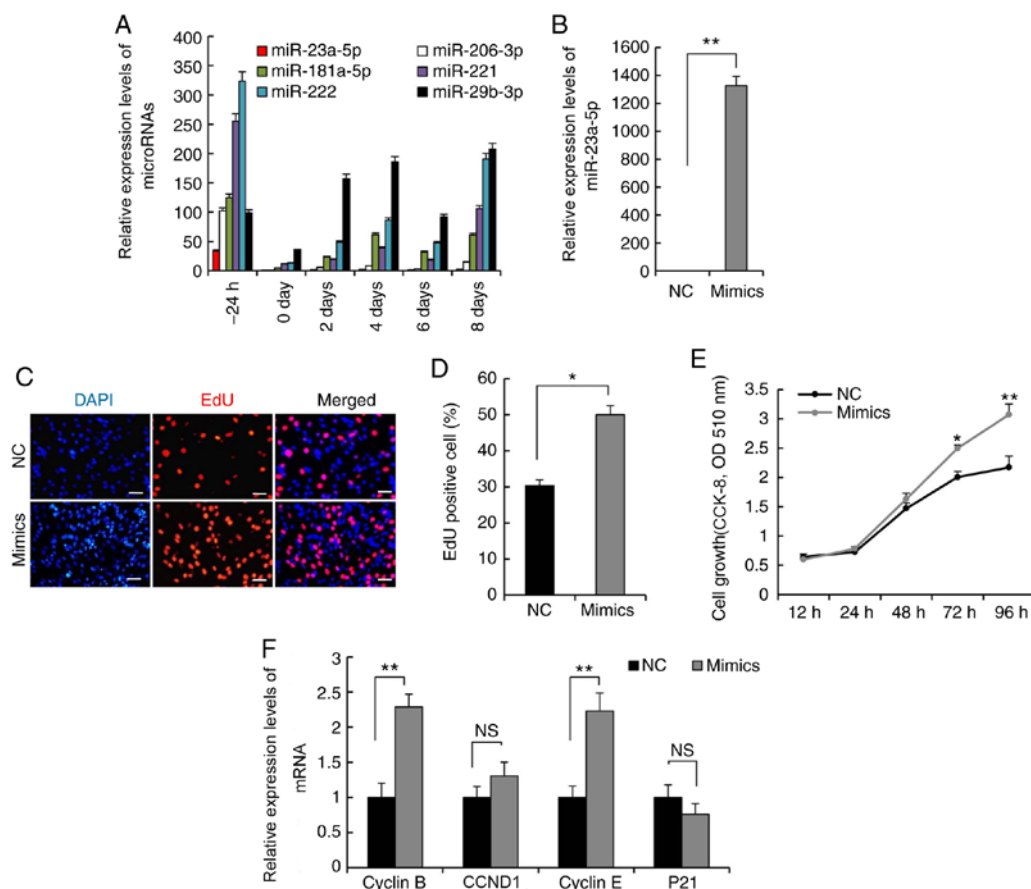 A
Relative expression levels of
microRNAs
400
350
300
250
200
150
100
50
0
miR-23a-5p
miR-181a-5p
miR-222
miR-206-3p
miR-221
miR-29b-3p
−24 h
0 day
2 days
4 days
6 days
8 days
B
Relative expression levels of
miR-23a-5p
1600
1400
1200
1000
800
600
400
200
0
**
NC
Mimics
C
DAPI
EdU
Merged
NC
Mimics
D
EdU positive cell (%)
60
50
40
30
20
10
0
*
NC
Mimics
E
Cell growth(CCK-8, OD 510 nm)
3.5
3
2.5
2
1.5
1
0.5
0
NC
Mimics
*
**
12 h
24 h
48 h
72 h
96 h
F
Relative expression levels of
mRNA
3
2.5
2
1.5
1
0.5
0
NC
Mimics
**
NS
**
NS
Cyclin B
CCND1
Cyclin E
P21